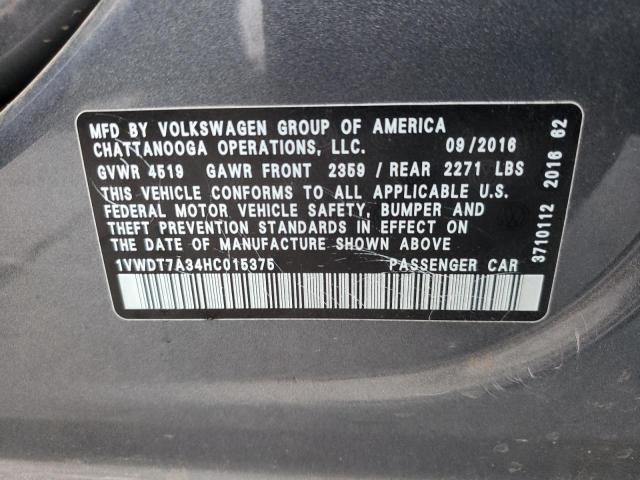 MFD BY VOLKSWAGEN GROUP OF AMERICA
CHATTANOOGA OPERATIONS, LLC. 09/2016
GVWR 4519 GAWR FRONT 2359 / REAR 2271 LBS
THIS VEHICLE CONFORMS TO ALL APPLICABLE U.S.
FEDERAL MOTOR VEHICLE SAFETY, BUMPER AND
THEFT PREVENTION STANDARDS IN EFFECT ON
THE DATE OF MANUFACTURE SHOWN ABOVE
1VWDT7A34HC015375 PASSENGER CAR
3710112 2016 62